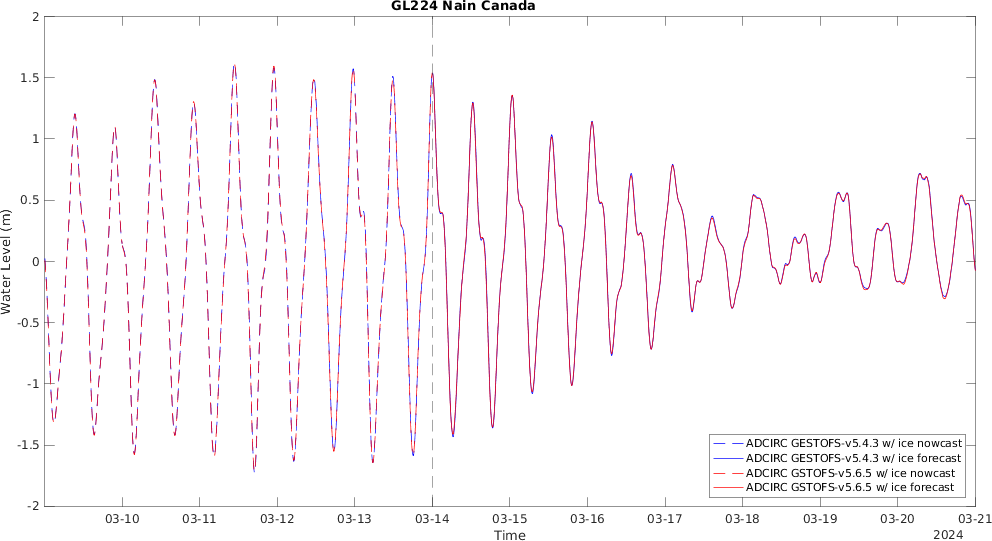 GL224 Nain Canada
2
1.5
1
0.5
0
-0.5
-1
-1.5
-2
Water Level (m)
ADCIRC GESTOFS-v5.4.3 w/ ice nowcast
ADCIRC GESTOFS-v5.4.3 w/ ice forecast
ADCIRC GSTOFS-v5.6.5 w/ ice nowcast
ADCIRC GSTOFS-v5.6.5 w/ ice forecast
03-10 03-11 03-12 03-13 03-14 03-15 03-16 03-17 03-18 03-19 03-20 03-21
Time
2024